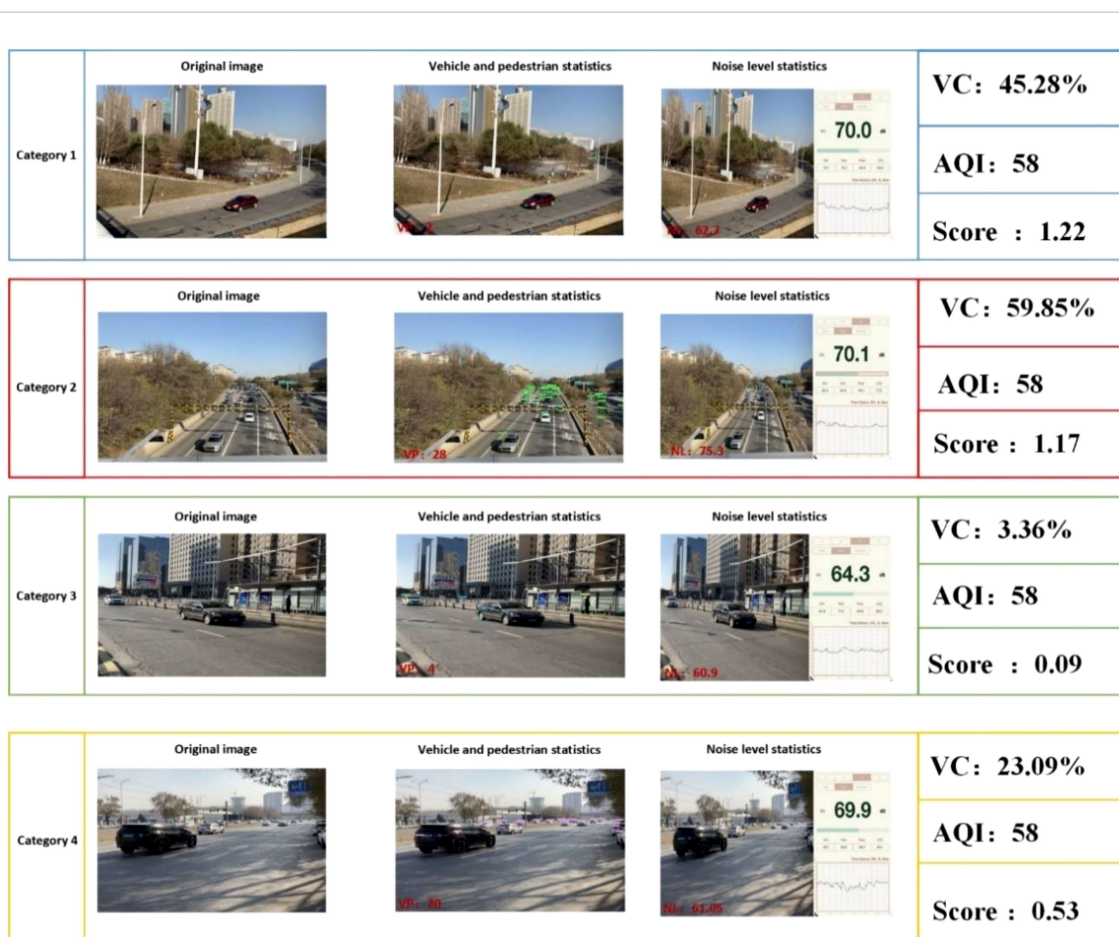 Original image
Vehicle and pedestrian statistics
Noise level statistics
Category 1
70.0
NL: 62.7
VC: 45.28%
AQI: 58
Score : 1.22
Original image
Vehicle and pedestrian statistics
Noise level statistics
Category 2
VP: 28
70.1
NL: 75.3
VC: 59.85%
AQI: 58
Score : 1.17
Original image
Vehicle and pedestrian statistics
Noise level statistics
Category 3
VP: 4
64.3
NL: 60.9
VC: 3.36%
AQI: 58
Score : 0.09
Original image
Vehicle and pedestrian statistics
Noise level statistics
Category 4
VP: 20
69.9
NL: 61.05
VC: 23.09%
AQI: 58
Score : 0.53